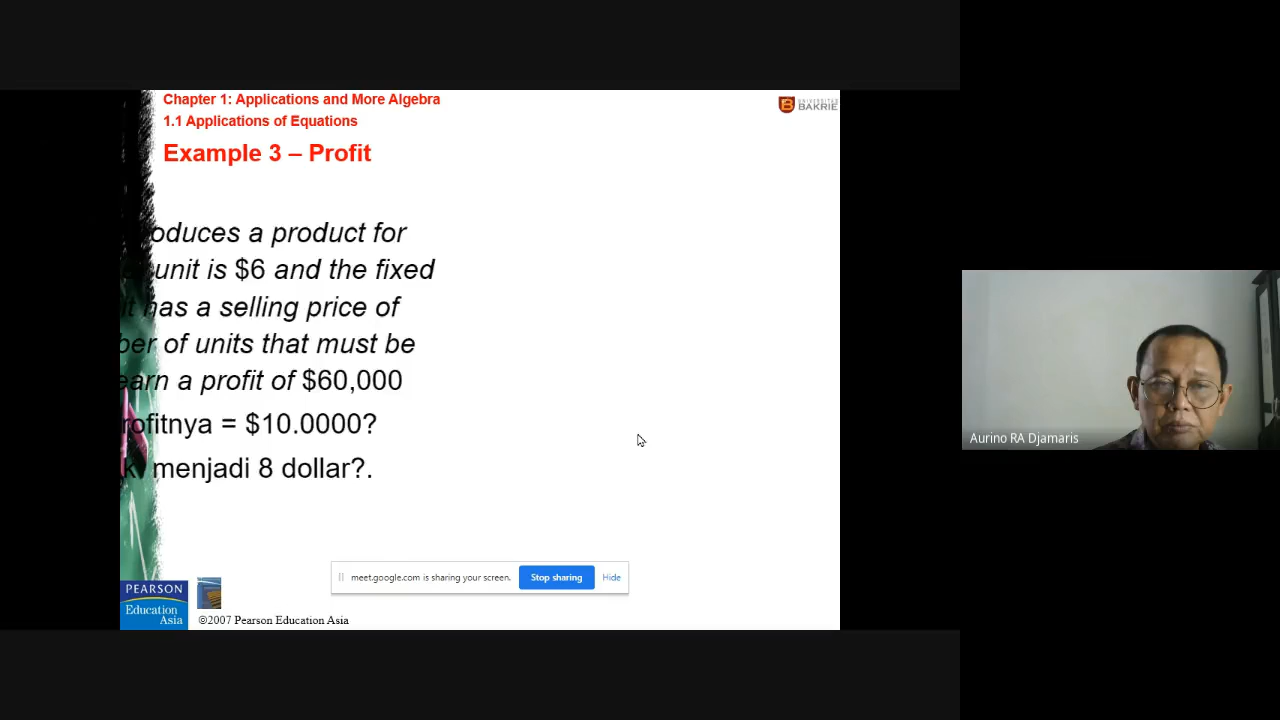 Chapter 1: Applications and More Algebra
1.1 Applications of Equations
Example 3 – Profit
UNIVERSITAS
BAKRIE
a product for
unit is $6 and the fixed
has a selling price of
of units that must be
earn a profit of $60,000
= $10.0000?
menjadi 8 dollar?.
meet.google.com is sharing your screen.
Stop sharing
Hide
PEARSON
Education
Asia
©2007 Pearson Education Asia
Aurino RA Djamaris